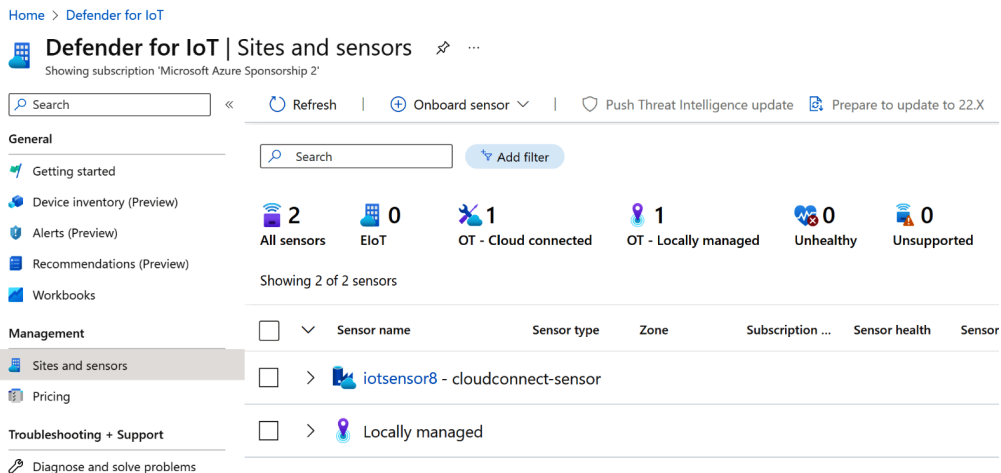 Home > Defender for IoT
Defender for IoT | Sites and sensors ...
Showing subscription 'Microsoft Azure Sponsorship 2'
Search «
General
Getting started
Device inventory (Preview)
Alerts (Preview)
Recommendations (Preview)
Workbooks
Management
Sites and sensors
Pricing
Troubleshooting + Support
Diagnose and solve problems
Refresh | Onboard sensor | Push Threat Intelligence update Prepare to update to 22.X
Search Add filter
2 0 1 1 0 0
All sensors EIoT OT - Cloud connected OT - Locally managed Unhealthy Unsupported
Showing 2 of 2 sensors
Sensor name Sensor type Zone Subscription ... Sensor health Sensor
iotsensor8 - cloudconnect-sensor
Locally managed